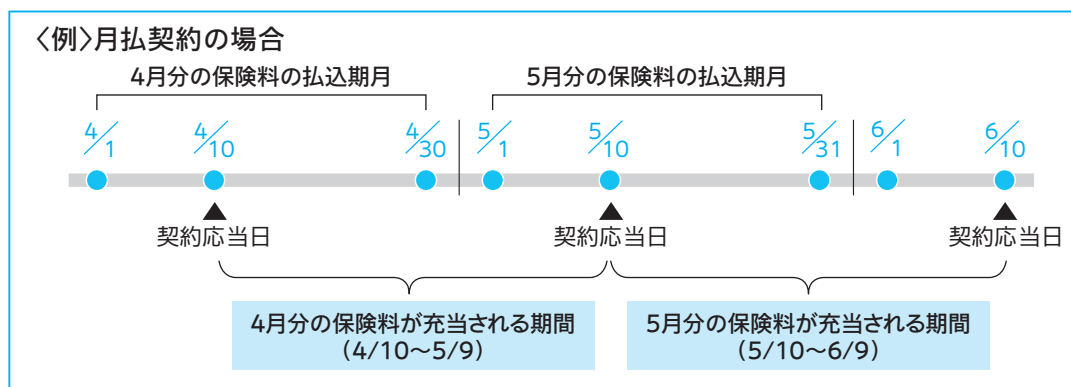 〈例〉月払契約の場合
4月分の保険料の払込期月 5月分の保険料の払込期月
4/1 4/10 4/30 5/1 5/10 5/31 6/1 6/10
契約応当日 契約応当日 契約応当日
4月分の保険料が充当される期間
（4/10～5/9）
5月分の保険料が充当される期間
（5/10～6/9）